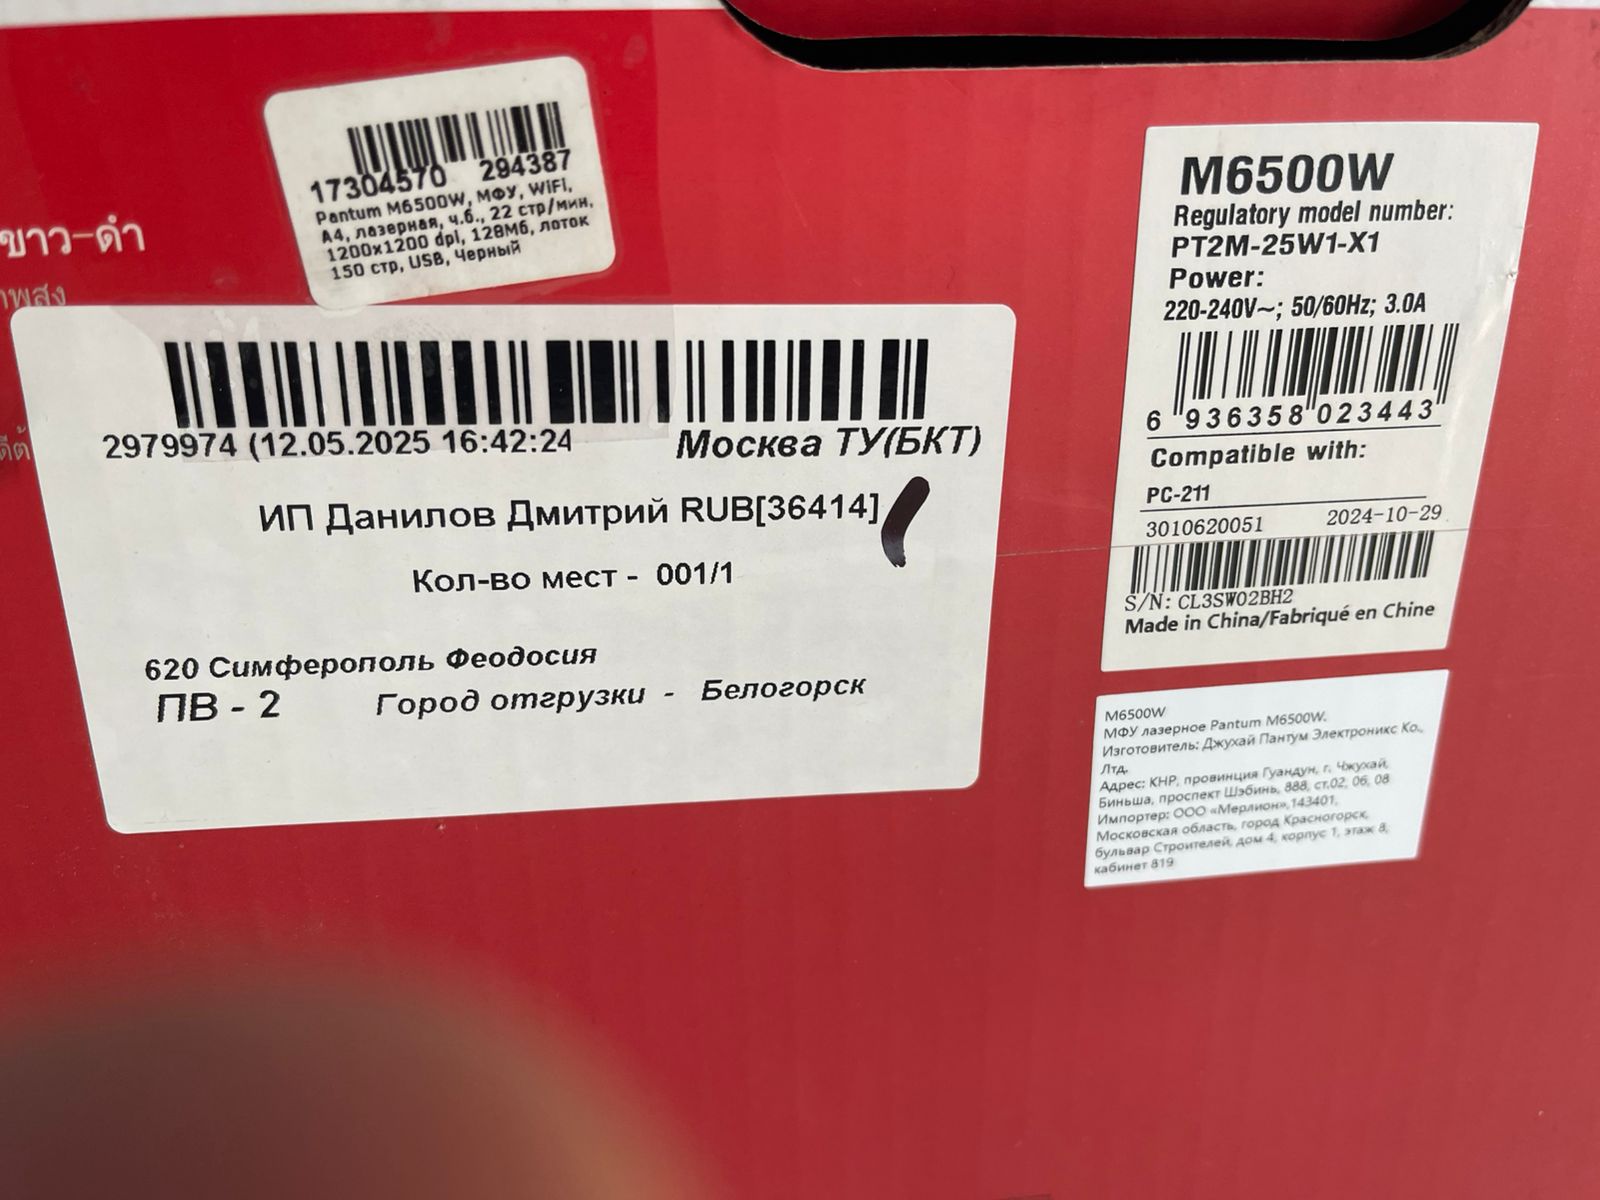 ขาว-ดำ
17304570 294387
Pantum M6500W, МФУ, WiFi,
A4, лазерная, ч.б., 22 стр/мин,
1200x1200 dpi, 128Мб, лоток
150 стр, USB, Черный
2979974 (12.05.2025 16:42:24
Москва ТУ(БКТ)
ИП Данилов Дмитрий RUB[36414]
Кол-во мест - 001/1
620 Симферополь Феодосия
ПВ - 2 Город отгрузки - Белогорск
M6500W
Regulatory model number:
PT2M-25W1-X1
Power:
220-240V~; 50/60Hz; 3.0A
6 936358 023443
Compatible with:
PC-211
3010620051 2024-10-29
S/N: CL3SW02BH2
Made in China/Fabriqué en Chine
M6500W
МФУ лазерное Pantum M6500W.
Изготовитель: Джухай Пантум Электроникс Ко.,
Лтд.
Адрес: КНР, провинция Гуандун, г. Чжухай,
Биньша, проспект Шэбинь, 888, ст.02, 06, 08
Импортер: ООО «Мерлион»,143401,
Московская область, город Красногорск,
бульвар Строителей, дом 4, корпус 1, этаж 8,
кабинет 819